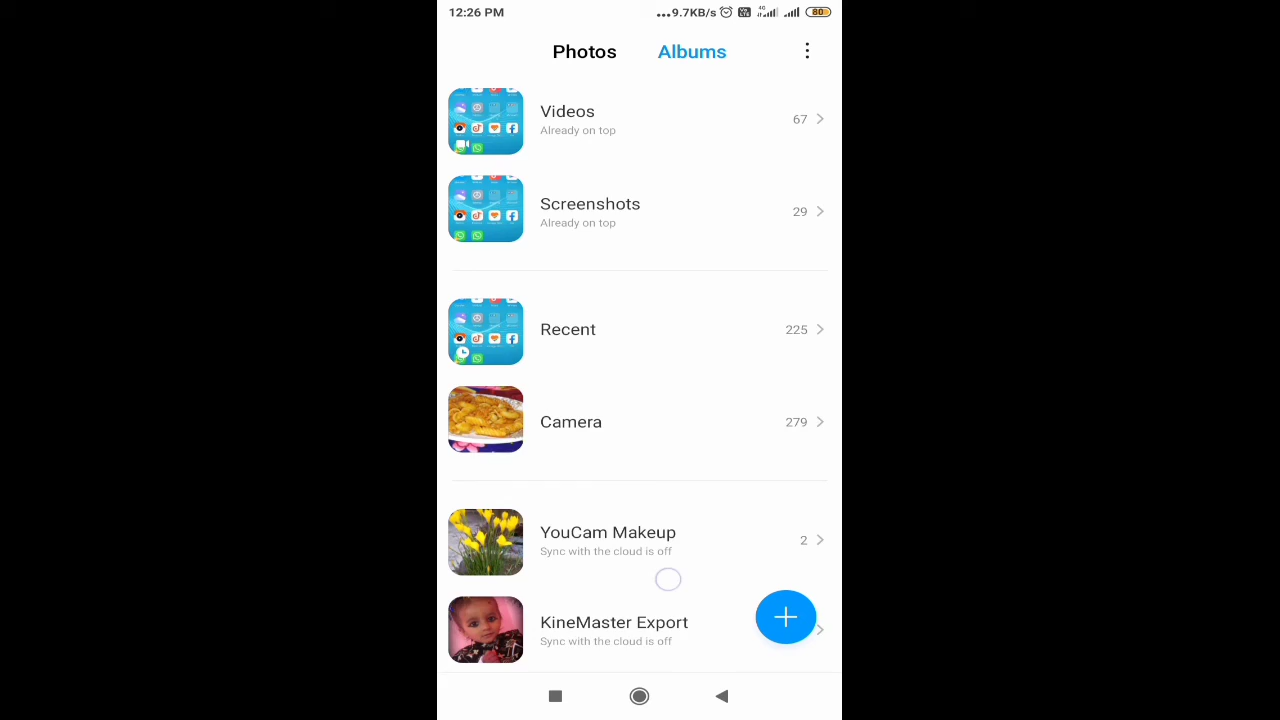 12:26 PM
...9.7KB/s 4G 80
Photos Albums
Videos
Already on top
67
Screenshots
Already on top
29
Recent
225
Camera
279
YouCam Makeup
Sync with the cloud is off
2
KineMaster Export
Sync with the cloud is off